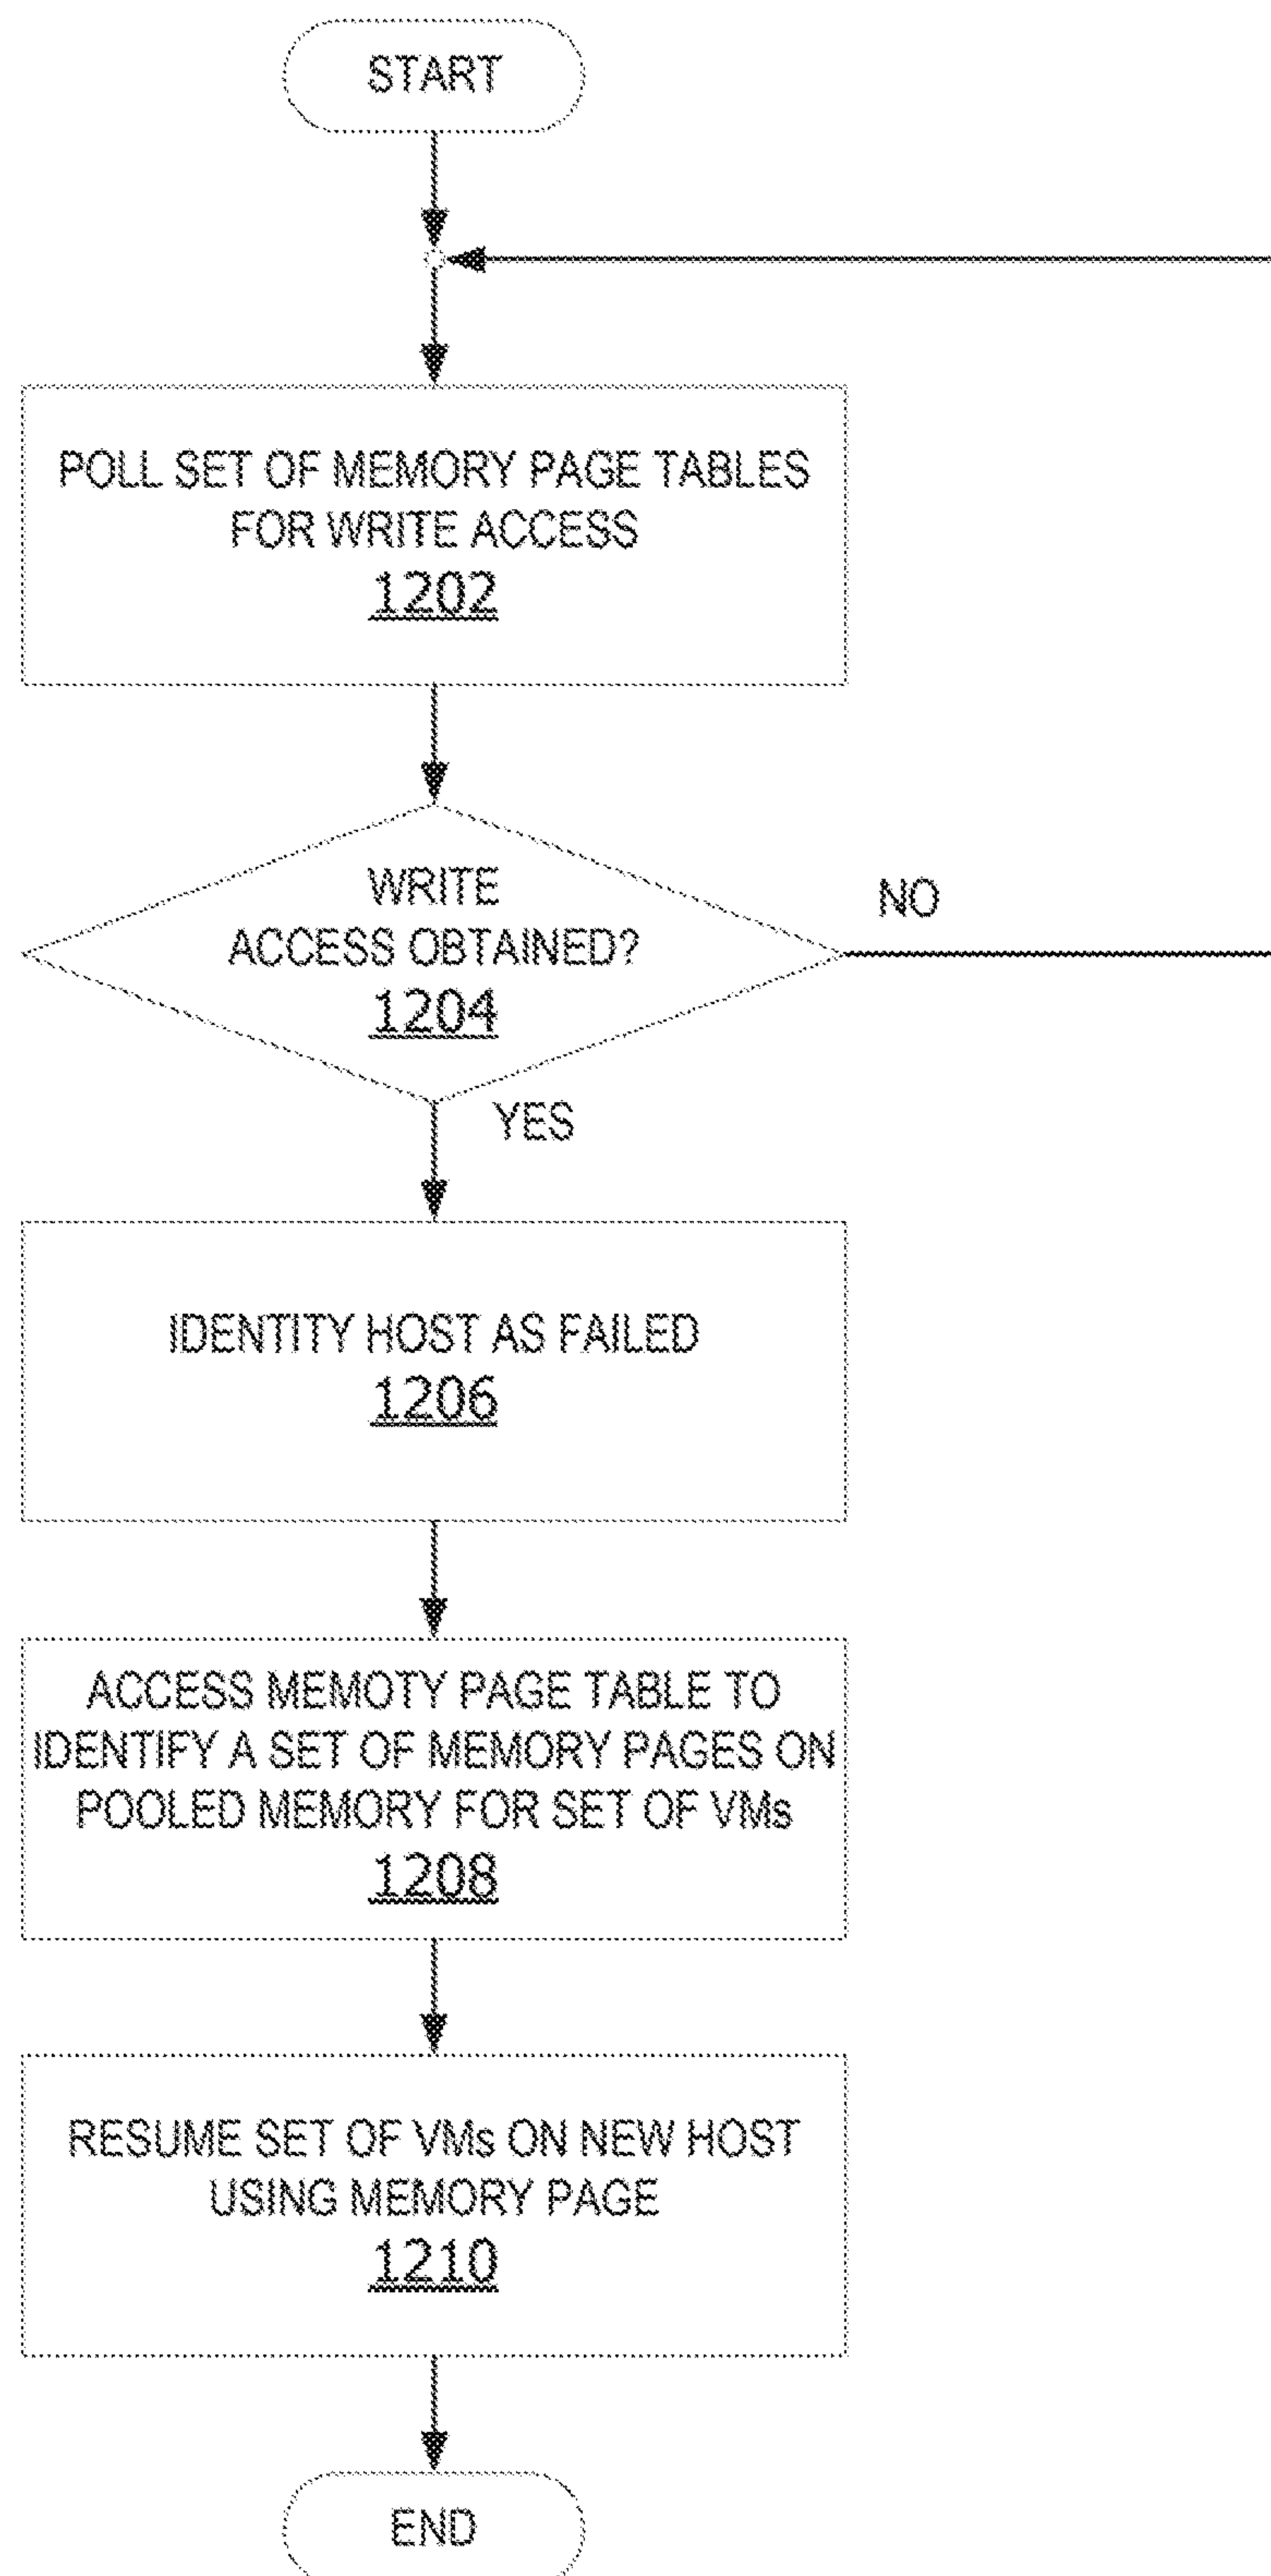 START
POLL SET OF MEMORY PAGE TABLES
FOR WRITE ACCESS
1202
WRITE
ACCESS OBTAINED?
1204
NO
YES
IDENTITY HOST AS FAILED
1206
ACCESS MEMOTY PAGE TABLE TO
IDENTIFY A SET OF MEMORY PAGES ON
POOLED MEMORY FOR SET OF VMs
1208
RESUME SET OF VMs ON NEW HOST
USING MEMORY PAGE
1210
END